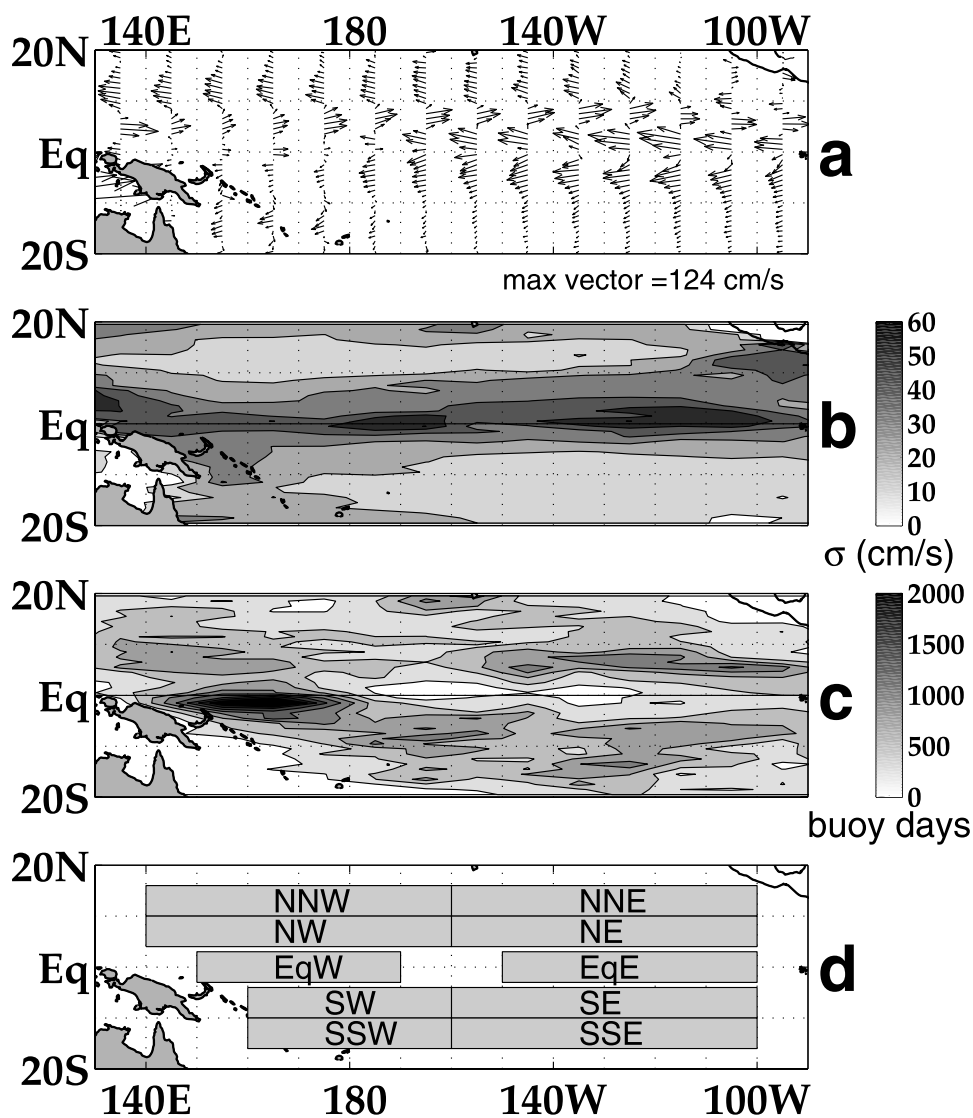 140E 180 140W 100W
20N
Eq
20S
a
max vector =124 cm/s
20N
Eq
20S
b
60
50
40
30
20
10
0
σ (cm/s)
20N
Eq
20S
c
2000
1500
1000
500
0
buoy days
20N
Eq
20S
d
NNW NNE
NW NE
EqW EqE
SW SE
SSW SSE
140E 180 140W 100W